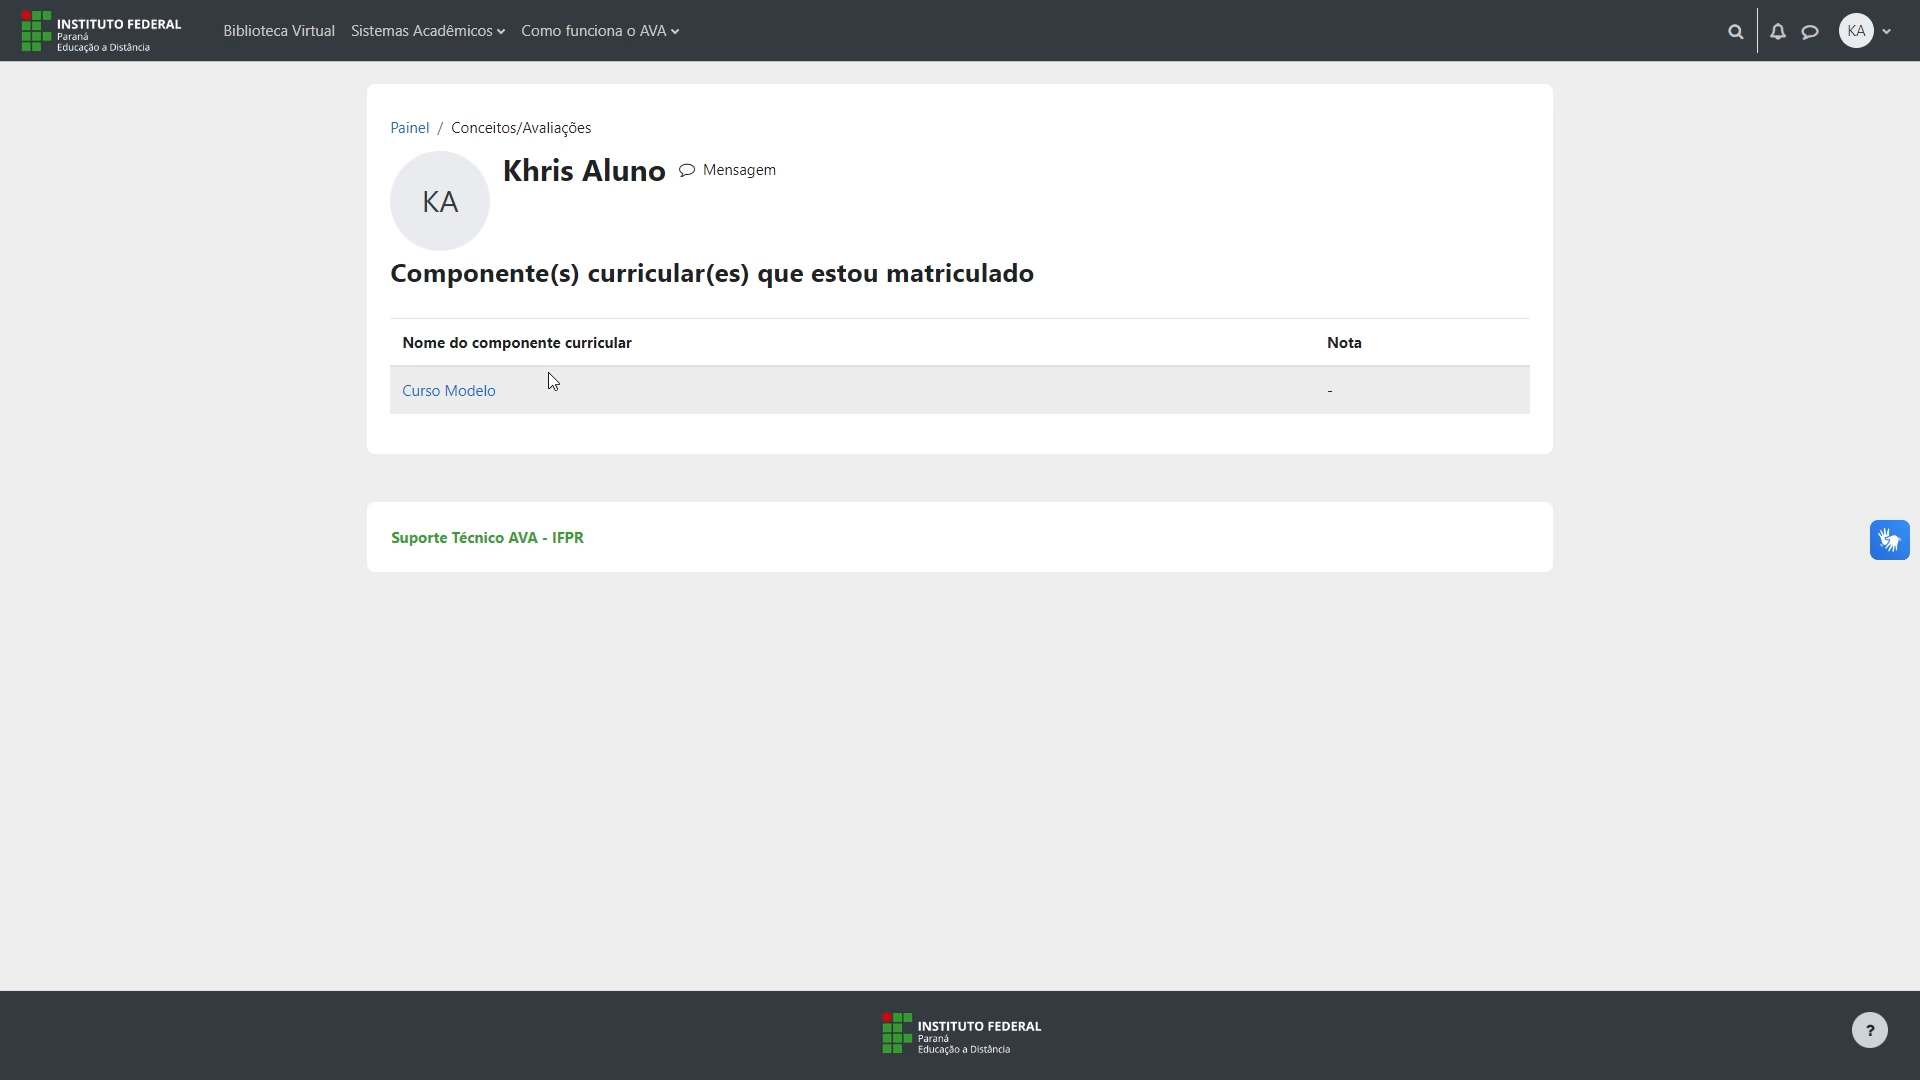 INSTITUTO FEDERAL
Paraná
Educação a Distância
Biblioteca Virtual Sistemas Acadêmicos Como funciona o AVA KA
Painel / Conceitos/Avaliações
KA
Khris Aluno Mensagem
Componente(s) curricular(es) que estou matriculado
Nome do componente curricular Nota
Curso Modelo -
Suporte Técnico AVA - IFPR
INSTITUTO FEDERAL
Paraná
Educação a Distância
?